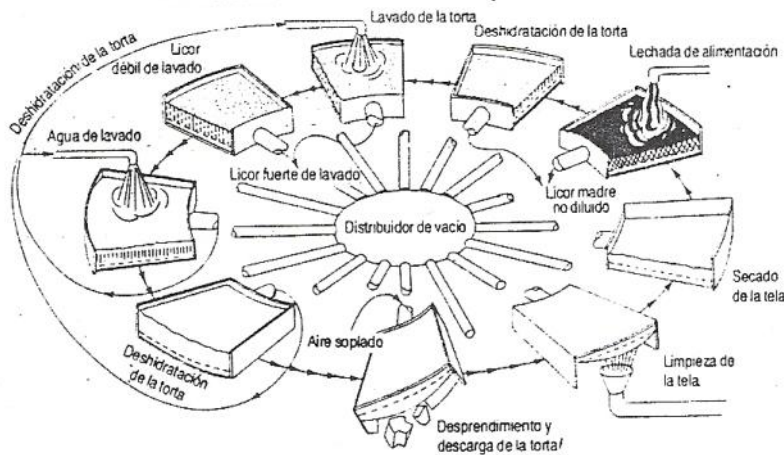 Lavado de la torta
Deshidratación de la torta
Licor
débil de lavado
Deshidratación de la torta
Lechada de alimentación
Agua de lavado
Licor fuerte de lavado
Licor madre
no diluido
Distribuidor de vacío
Secado
de la tela
Aire soplado
Deshidratación
de la torta
Limpieza de
la tela
Desprendimiento y
descarga de la torta